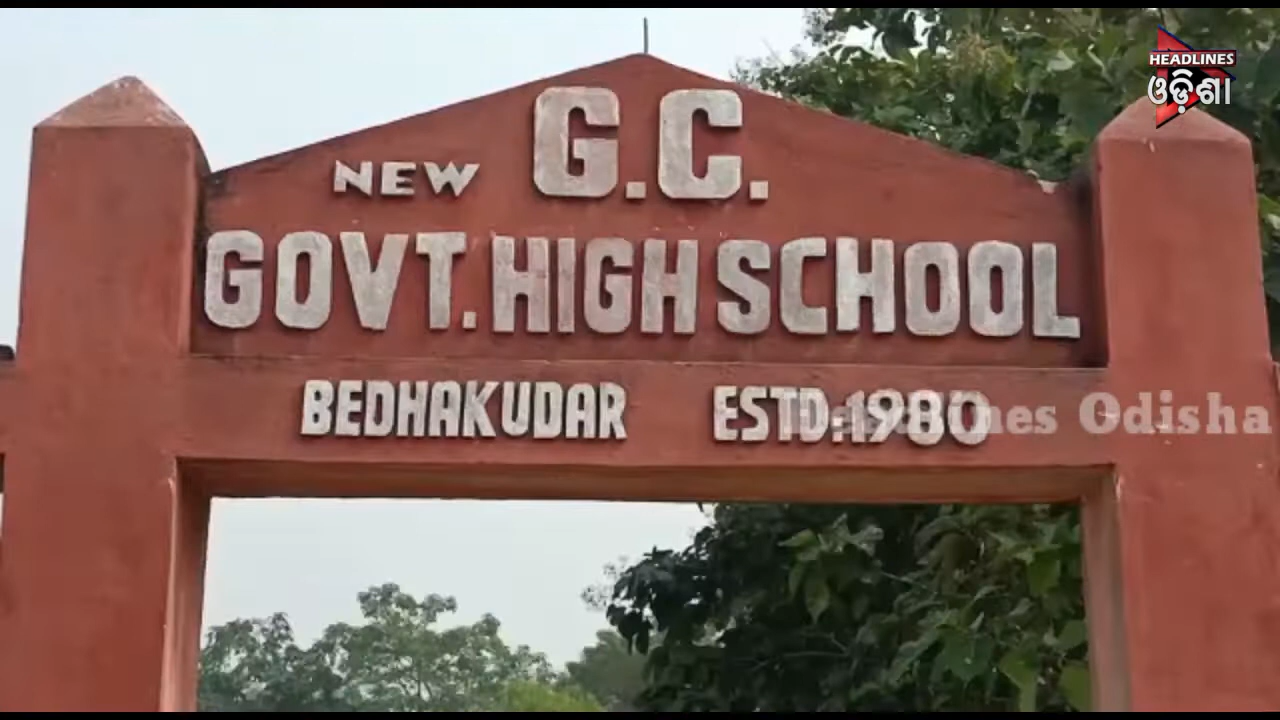 HEADLINES
ଓଡ଼ିଶା
NEW G.C.
GOVT. HIGH SCHOOL
BEDHAKUDAR ESTD:1980
Headlines Odisha